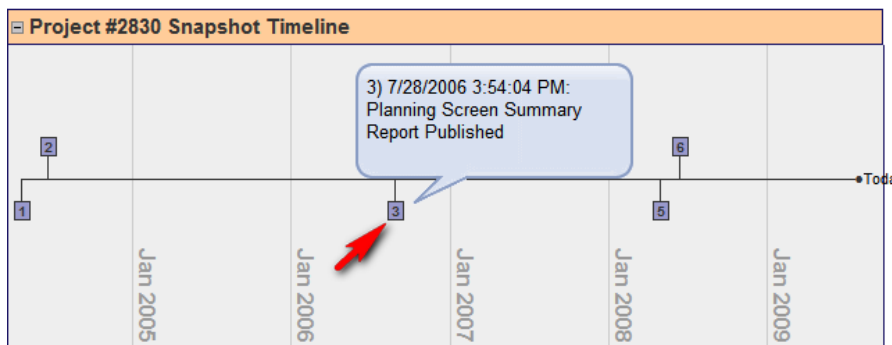 Project #2830 Snapshot Timeline
3) 7/28/2006 3:54:04 PM:
Planning Screen Summary
Report Published
2
6
Toda
1
3
5
Jan 2005
Jan 2006
Jan 2007
Jan 2008
Jan 2009